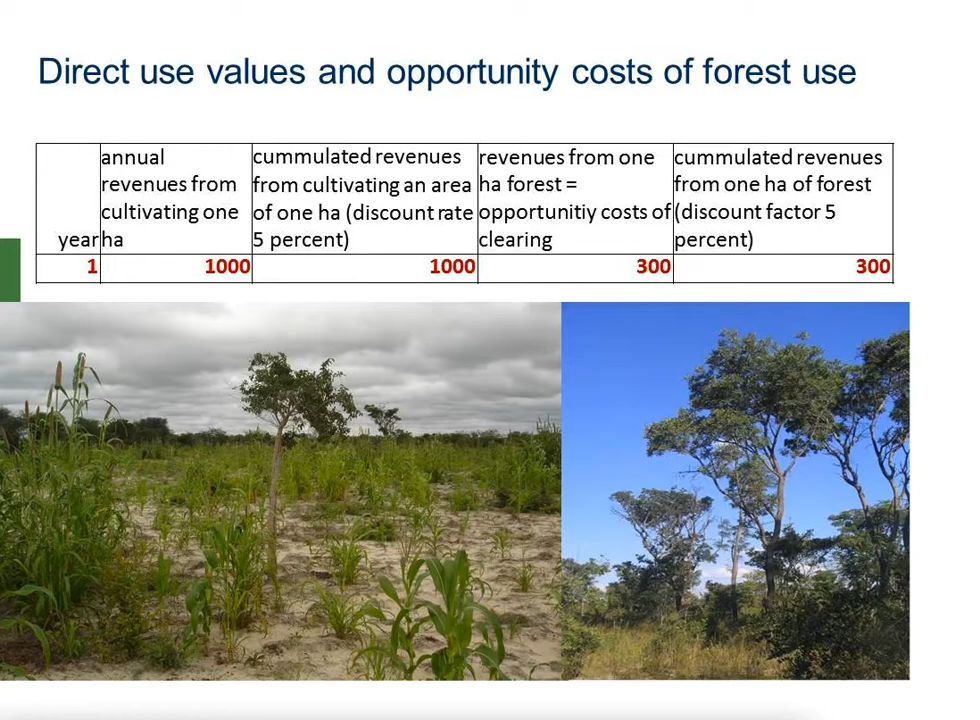 Direct use values and opportunity costs of forest use
year
annual
revenues from
cultivating one
ha
cummulated revenues
from cultivating an area
of one ha (discount rate
5 percent)
revenues from one
ha forest =
opportunitiy costs of
clearing
cummulated revenues
from one ha of forest
(discount factor 5
percent)
1 1000 1000 300 300